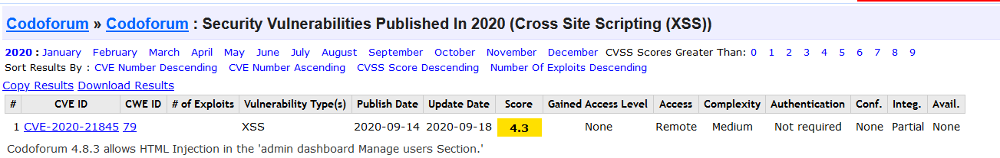 Codoforum » Codoforum : Security Vulnerabilities Published In 2020 (Cross Site Scripting (XSS))
2020 : January February March April May June July August September October November December CVSS Scores Greater Than: 0 1 2 3 4 5 6 7 8 9
Sort Results By : CVE Number Descending CVE Number Ascending CVSS Score Descending Number Of Exploits Descending
Copy Results Download Results
# CVE ID CWE ID # of Exploits Vulnerability Type(s) Publish Date Update Date Score Gained Access Level Access Complexity Authentication Conf. Integ. Avail.
1 CVE-2020-21845 79 XSS 2020-09-14 2020-09-18 4.3 None Remote Medium Not required None Partial None
Codoforum 4.8.3 allows HTML Injection in the 'admin dashboard Manage users Section.'